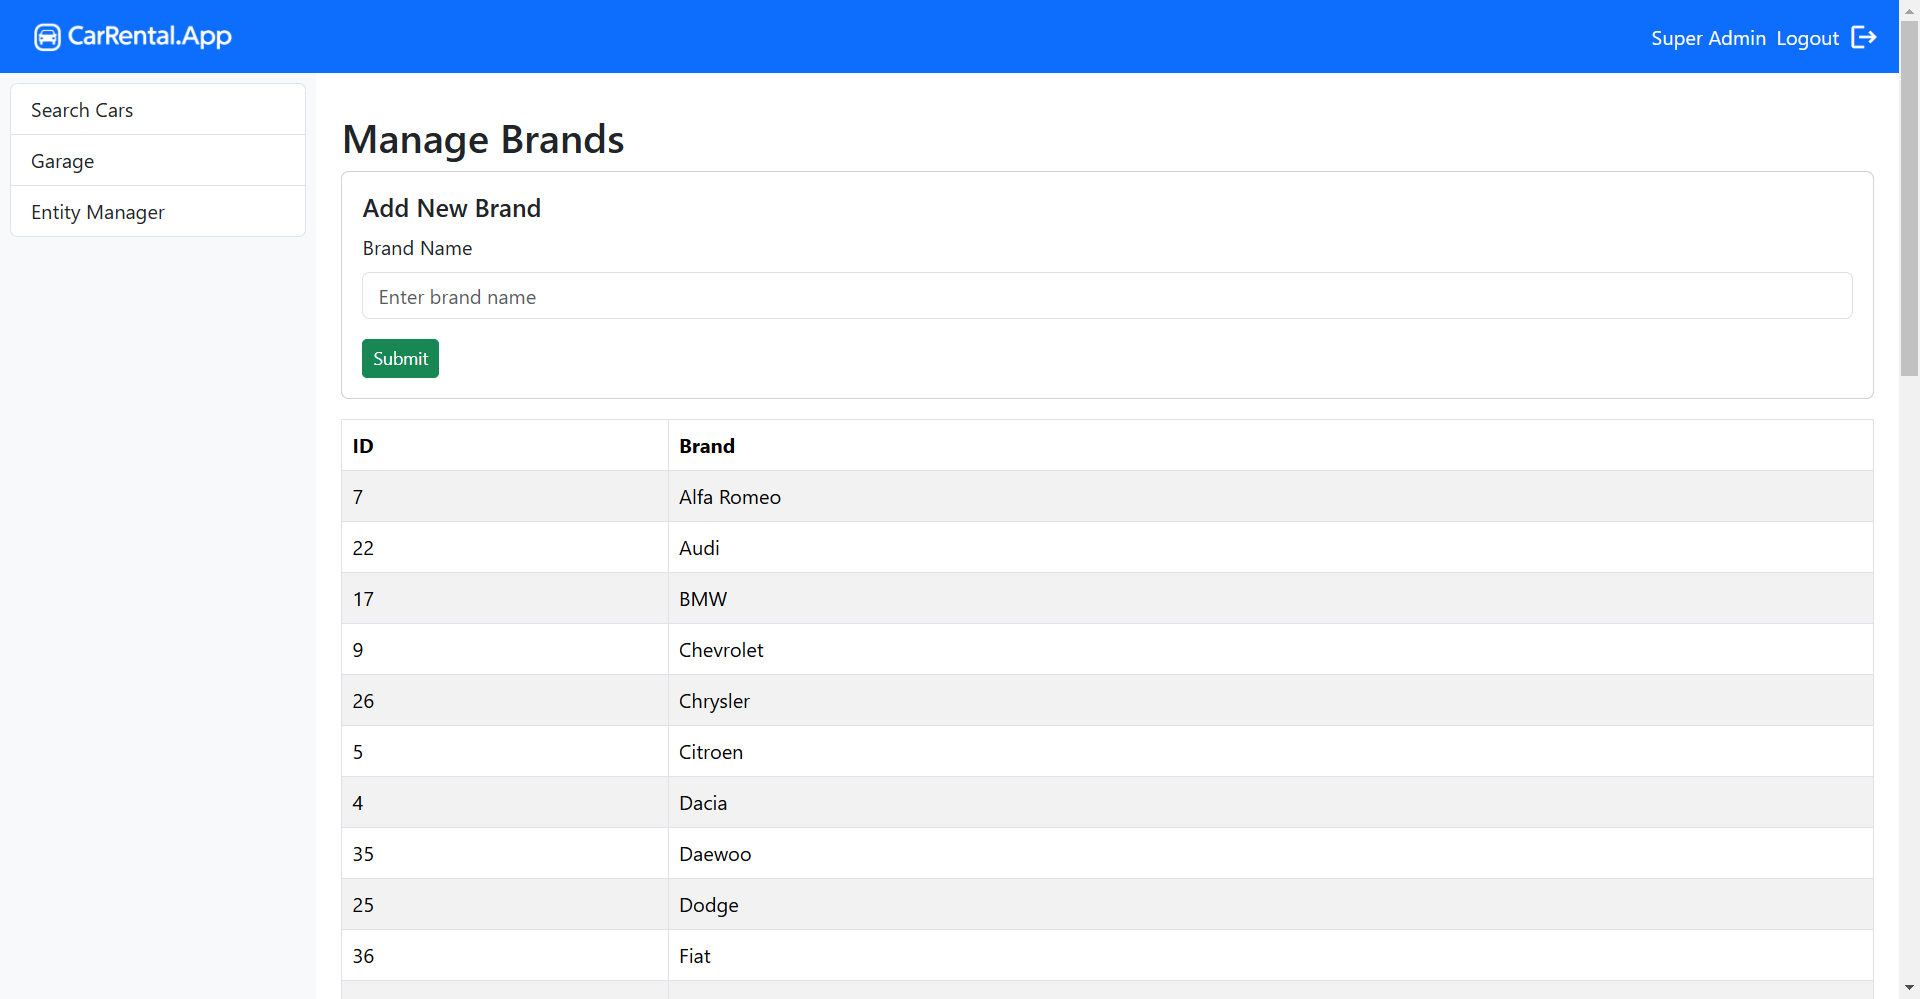 CarRental.App
Super Admin Logout
Search Cars
Garage
Entity Manager
Manage Brands
Add New Brand
Brand Name
Enter brand name
Submit
ID Brand
7 Alfa Romeo
22 Audi
17 BMW
9 Chevrolet
26 Chrysler
5 Citroen
4 Dacia
35 Daewoo
25 Dodge
36 Fiat